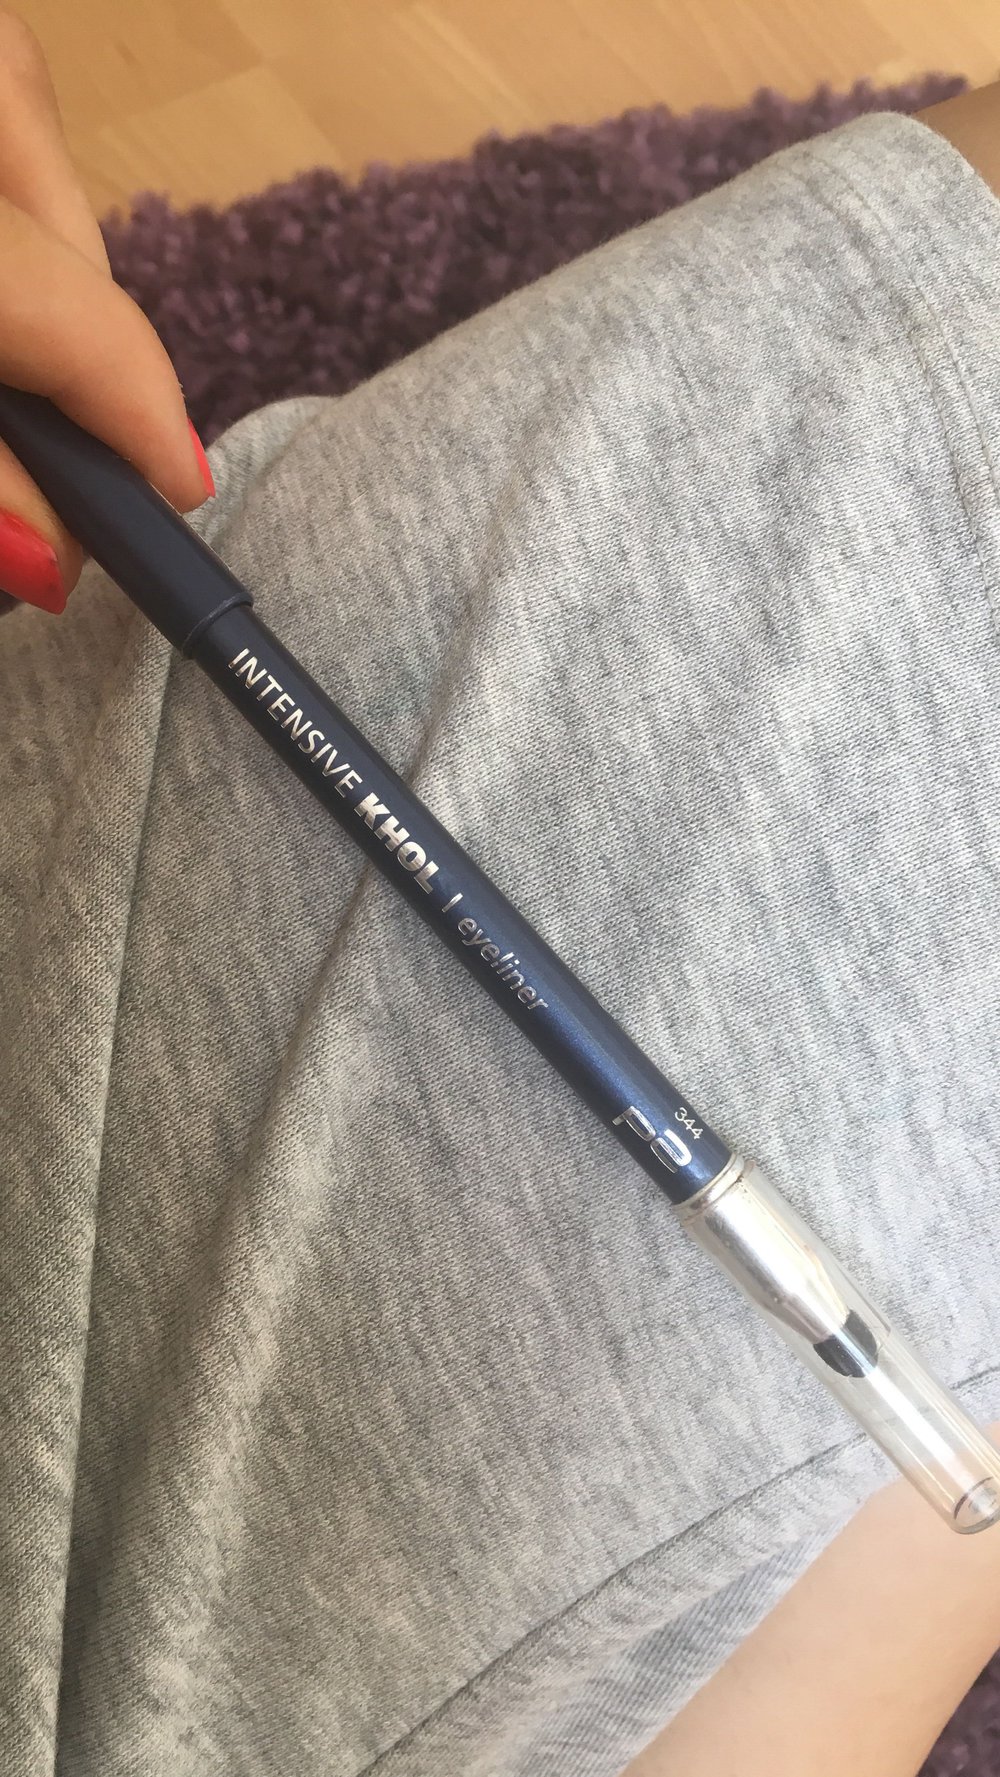 INTENSIVE KHOL | eyeliner
344
p2